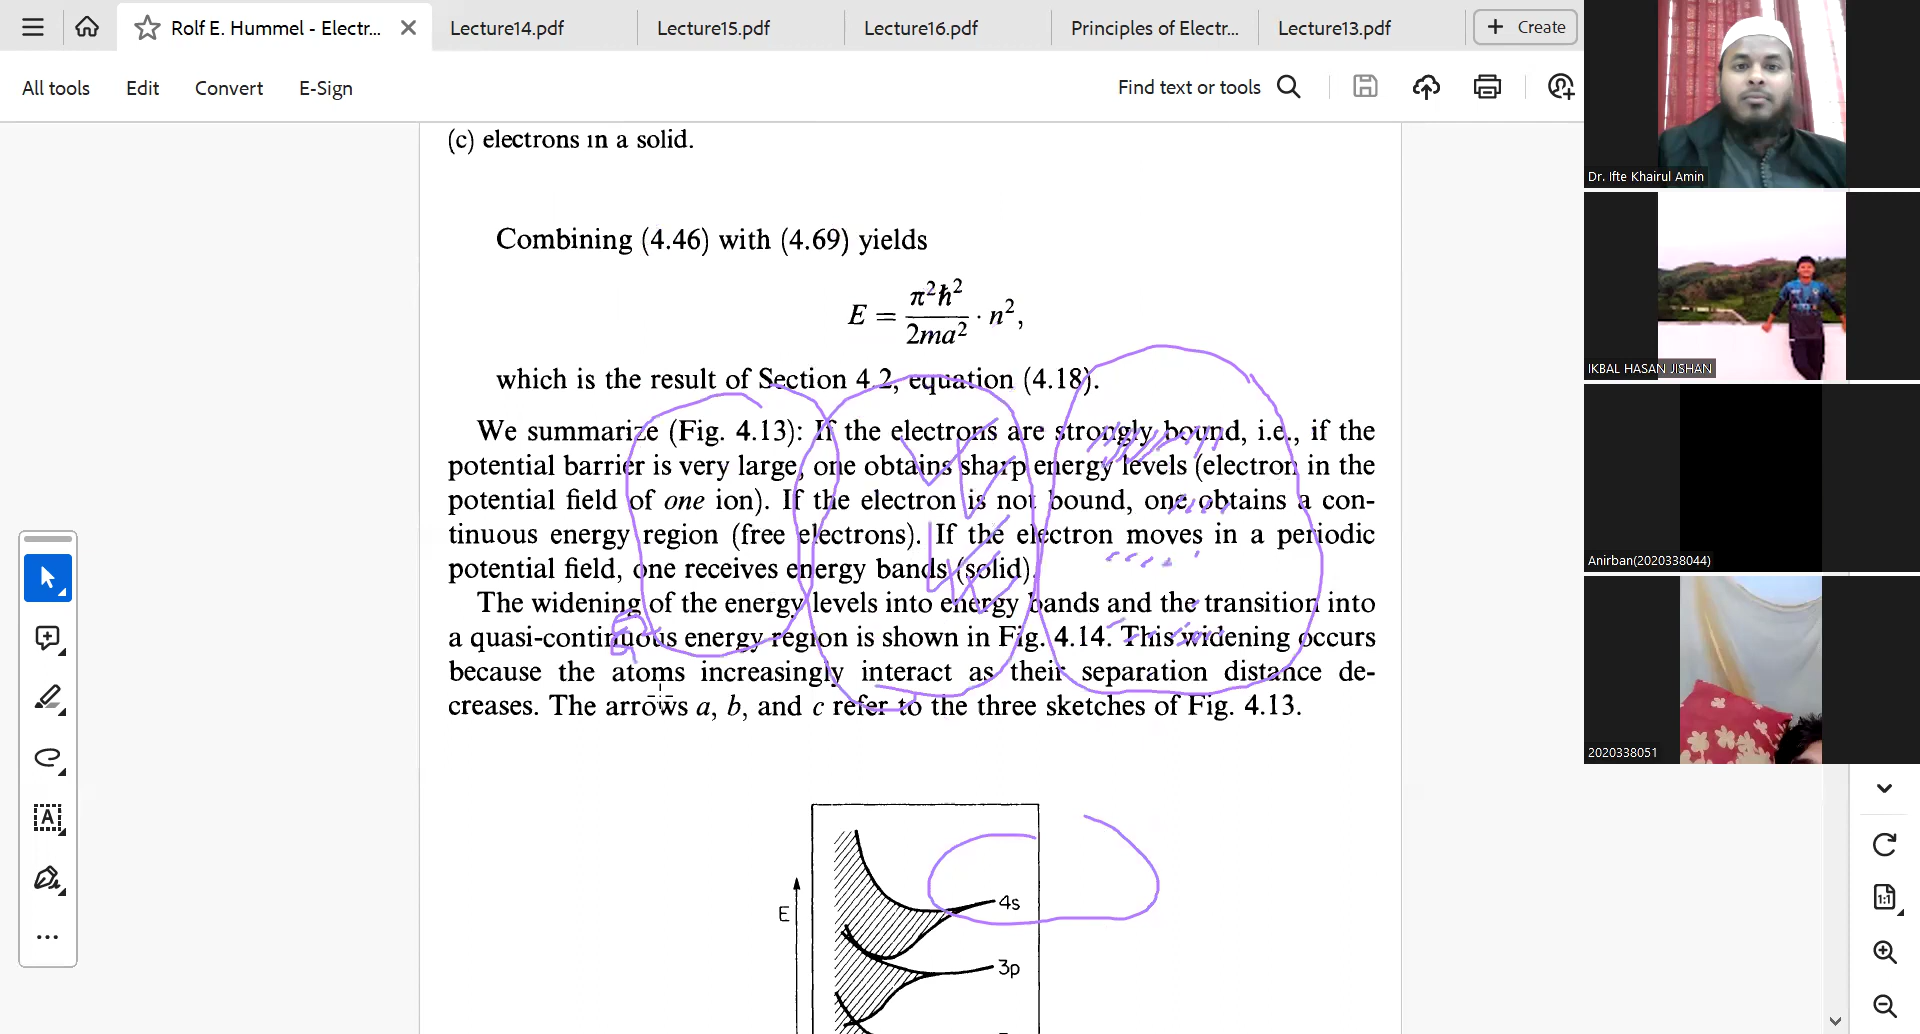 Rolf E. Hummel - Electr...
Lecture14.pdf
Lecture15.pdf
Lecture16.pdf
Principles of Electr...
Lecture13.pdf
Create
All tools
Edit
Convert
E-Sign
Find text or tools
(c) electrons in a solid.
Combining (4.46) with (4.69) yields
E = π²ħ²/2ma² · n²,
which is the result of Section 4.2, equation (4.18).
We summarize (Fig. 4.13): If the electrons are strongly bound, i.e., if the
potential barrier is very large, one obtains sharp energy levels (electron in the
potential field of one ion). If the electron is not bound, one obtains a con-
tinuous energy region (free electrons). If the electron moves in a periodic
potential field, one receives energy bands (solid).
The widening of the energy levels into energy bands and the transition into
a quasi-continuous energy region is shown in Fig. 4.14. This widening occurs
because the atoms increasingly interact as their separation distance de-
creases. The arrows a, b, and c refer to the three sketches of Fig. 4.13.
E
4s
3p
Dr. Ifte Khairul Amin
IKBAL HASAN JISHAN
Anirban(2020338044)
2020338051
A
1:1